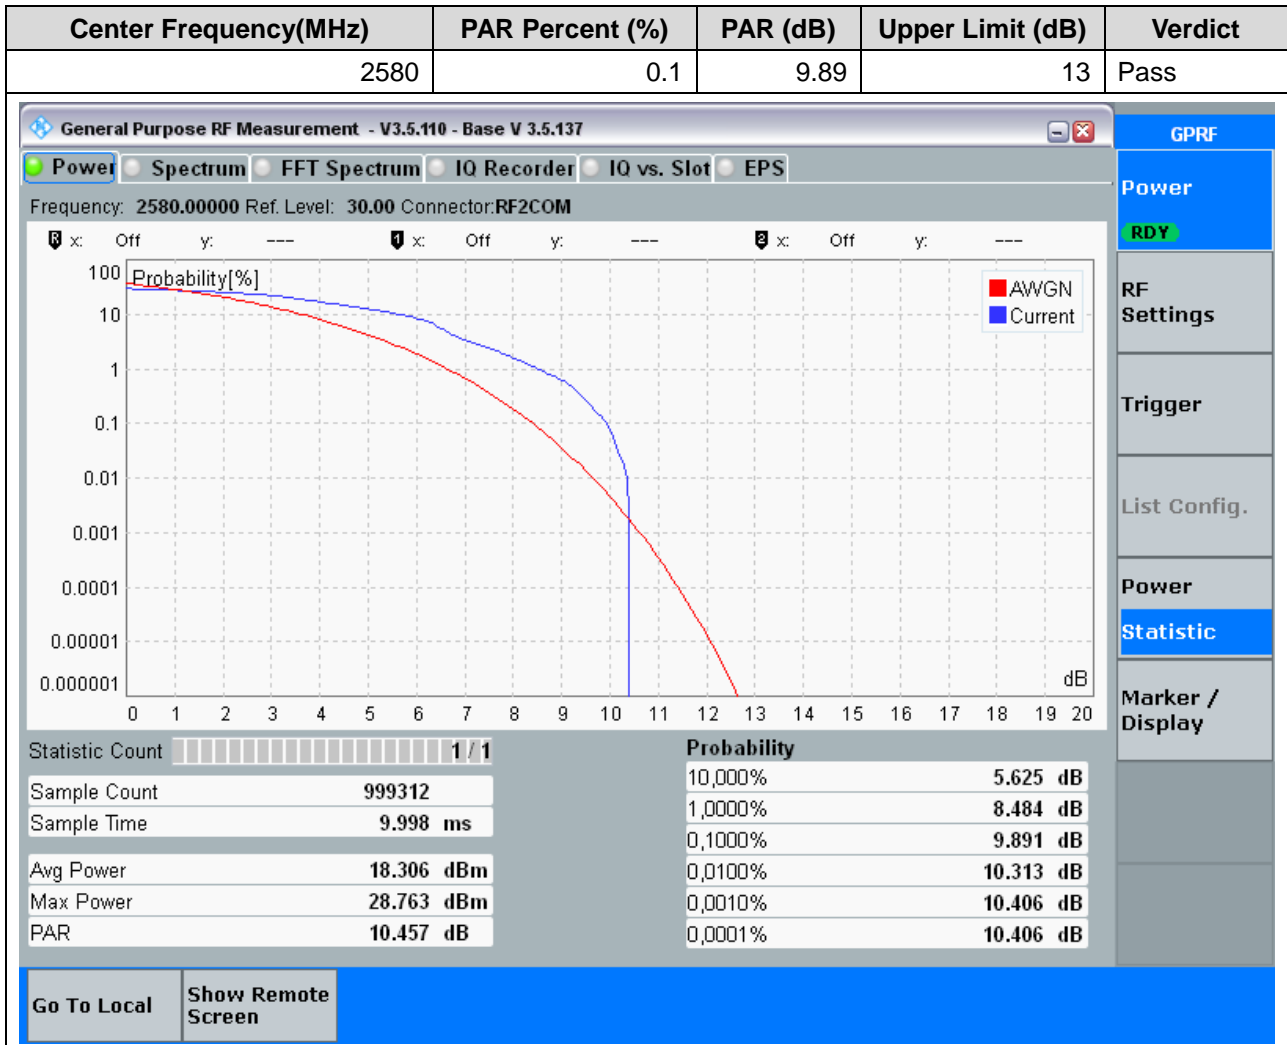 Center Frequency(MHz) PAR Percent (%) PAR (dB) Upper Limit (dB) Verdict
2580 0.1 9.89 13 Pass
General Purpose RF Measurement - V3.5.110 - Base V 3.5.137
GPRF
Power Spectrum FFT Spectrum IQ Recorder IQ vs. Slot EPS
Power
RDY
Frequency: 2580.00000 Ref. Level: 30.00 Connector:RF2COM
R x: Off y: --- 1 x: Off y: --- 2 x: Off y: ---
Probability[%]
AWGN
Current
100
10
1
0.1
0.01
0.001
0.0001
0.00001
0.000001
dB
0 1 2 3 4 5 6 7 8 9 10 11 12 13 14 15 16 17 18 19 20
RF
Settings
Trigger
List Config.
Power
Statistic
Marker /
Display
Statistic Count 1 / 1
Sample Count 999312
Sample Time 9.998 ms
Avg Power 18.306 dBm
Max Power 28.763 dBm
PAR 10.457 dB
Probability
10,000% 5.625 dB
1,0000% 8.484 dB
0,1000% 9.891 dB
0,0100% 10.313 dB
0,0010% 10.406 dB
0,0001% 10.406 dB
Go To Local
Show Remote
Screen